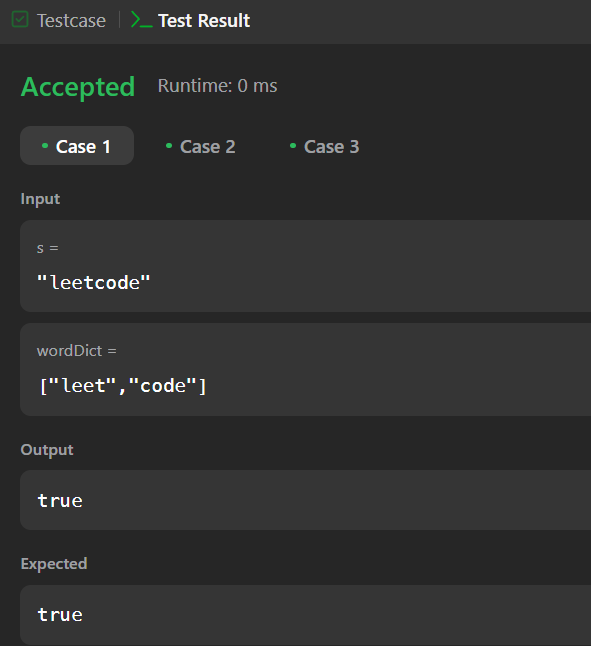 Testcase | Test Result
Accepted Runtime: 0 ms
Case 1 Case 2 Case 3
Input
s =
"leetcode"
wordDict =
["leet","code"]
Output
true
Expected
true